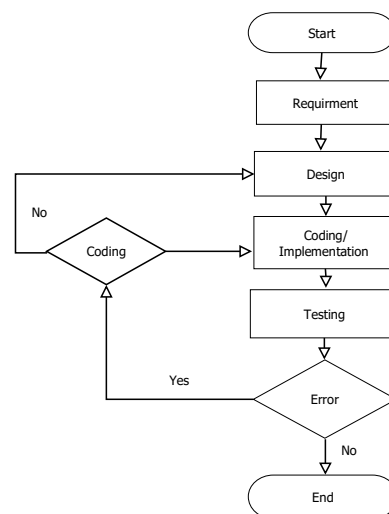 Start
Requirment
Design
No
Coding
Coding/
Implementation
Testing
Yes
Error
No
End